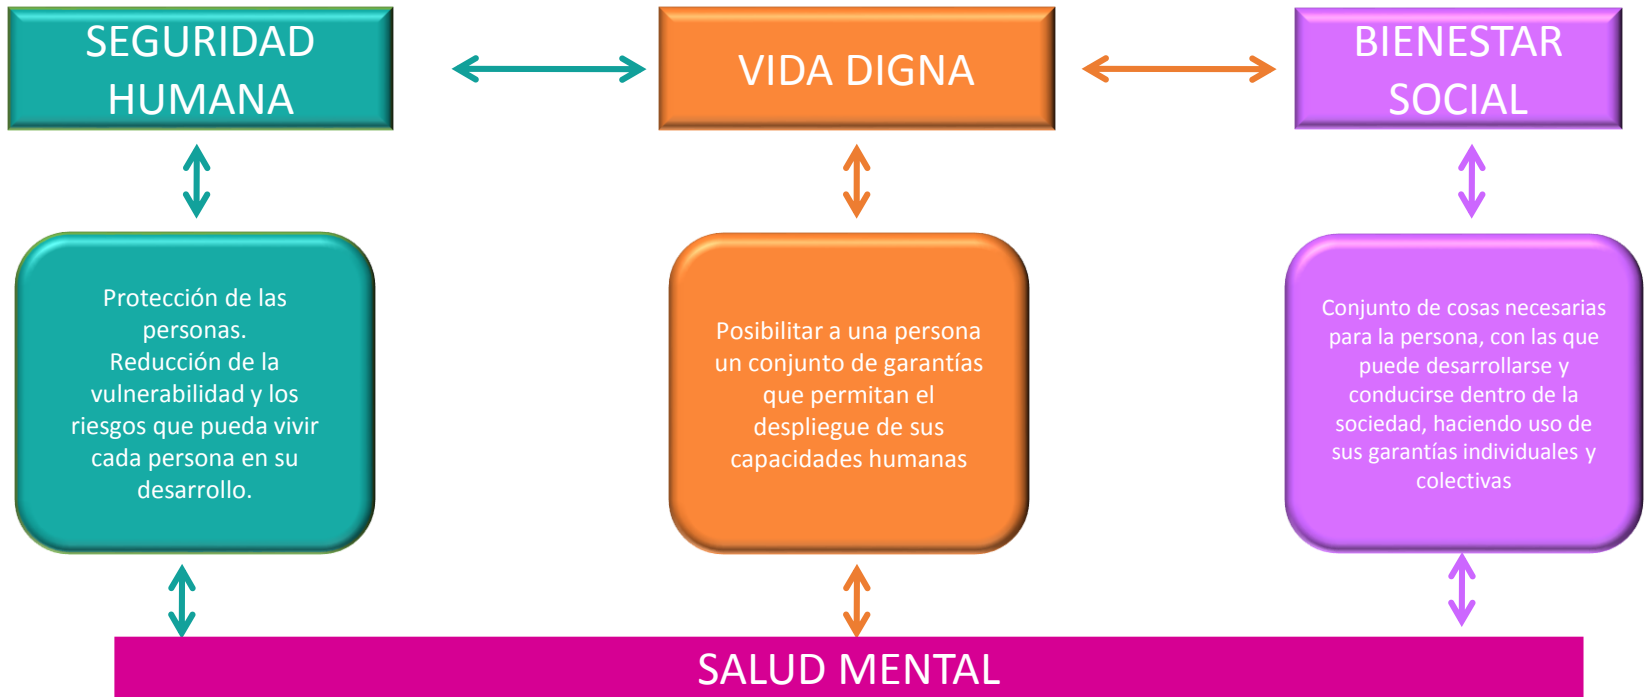 SEGURIDAD
HUMANA
VIDA DIGNA
BIENESTAR
SOCIAL
Protección de las
personas.
Reducción de la
vulnerabilidad y los
riesgos que pueda vivir
cada persona en su
desarrollo.
Posibilitar a una persona
un conjunto de garantías
que permitan el
despliegue de sus
capacidades humanas
Conjunto de cosas necesarias
para la persona, con las que
puede desarrollarse y
conducirse dentro de la
sociedad, haciendo uso de
sus garantías individuales y
colectivas
SALUD MENTAL